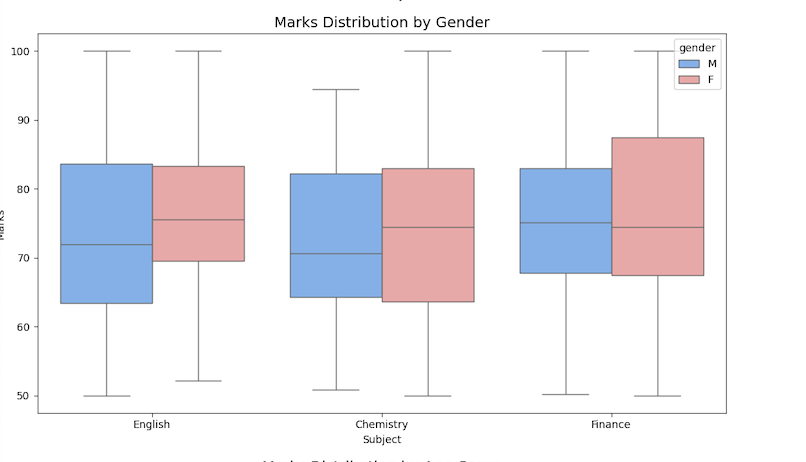 Marks Distribution by Gender
gender
M
F
100
90
80
70
60
50
Marks
English
Chemistry
Finance
Subject